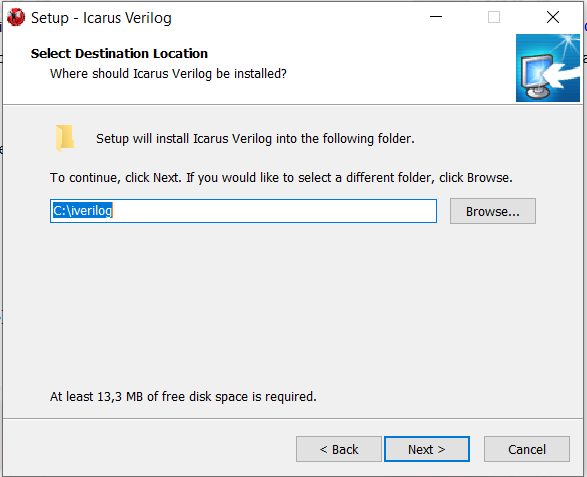 Setup - Icarus Verilog
Select Destination Location
Where should Icarus Verilog be installed?
Setup will install Icarus Verilog into the following folder.
To continue, click Next. If you would like to select a different folder, click Browse.
C:\iverilog
Browse...
At least 13,3 MB of free disk space is required.
< Back
Next >
Cancel